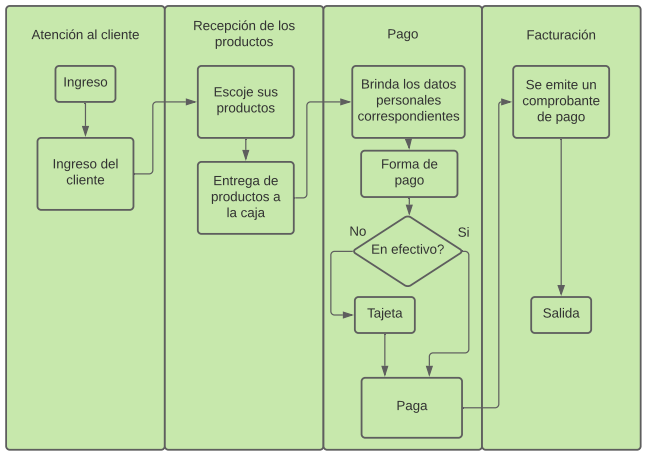 Atención al cliente
Recepción de los
productos
Pago
Facturación
Ingreso
Ingreso del
cliente
Escoje sus
productos
Entrega de
productos a
la caja
Brinda los datos
personales
correspondientes
Forma de
pago
En efectivo?
No
Si
Tajeta
Paga
Se emite un
comprobante
de pago
Salida